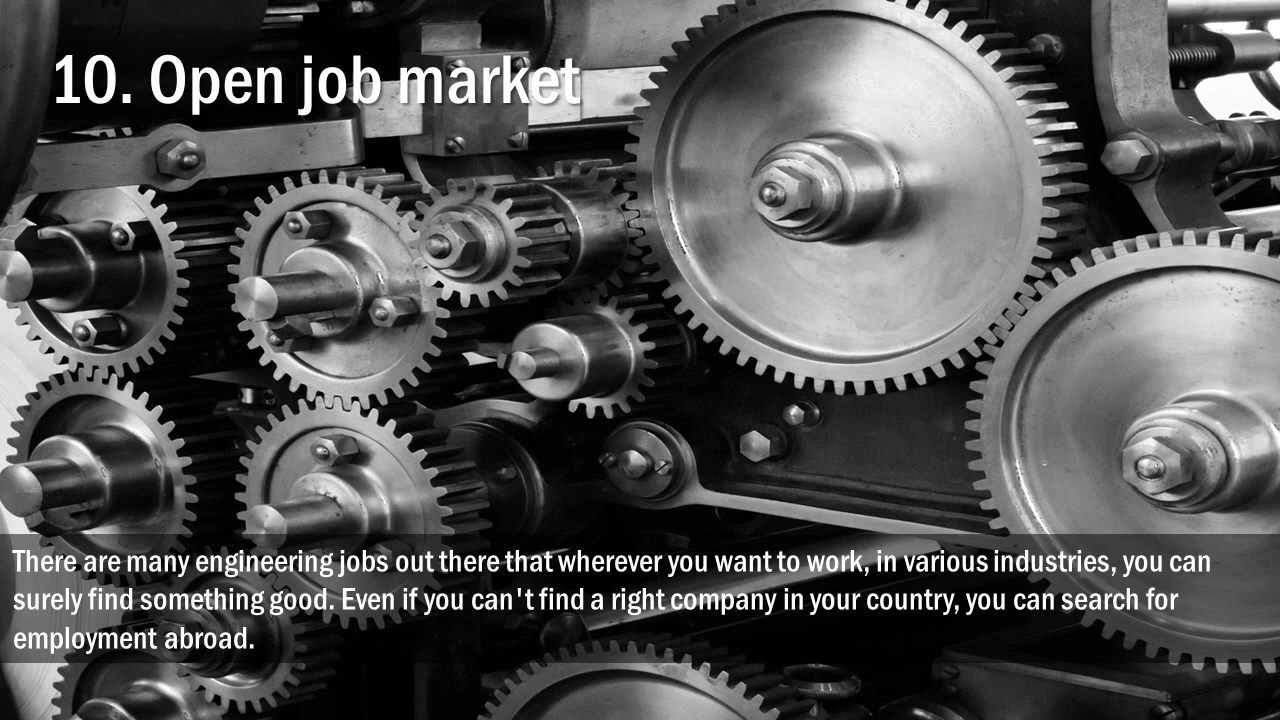 10. Open job market
There are many engineering jobs out there that wherever you want to work, in various industries, you can
surely find something good. Even if you can't find a right company in your country, you can search for
employment abroad.